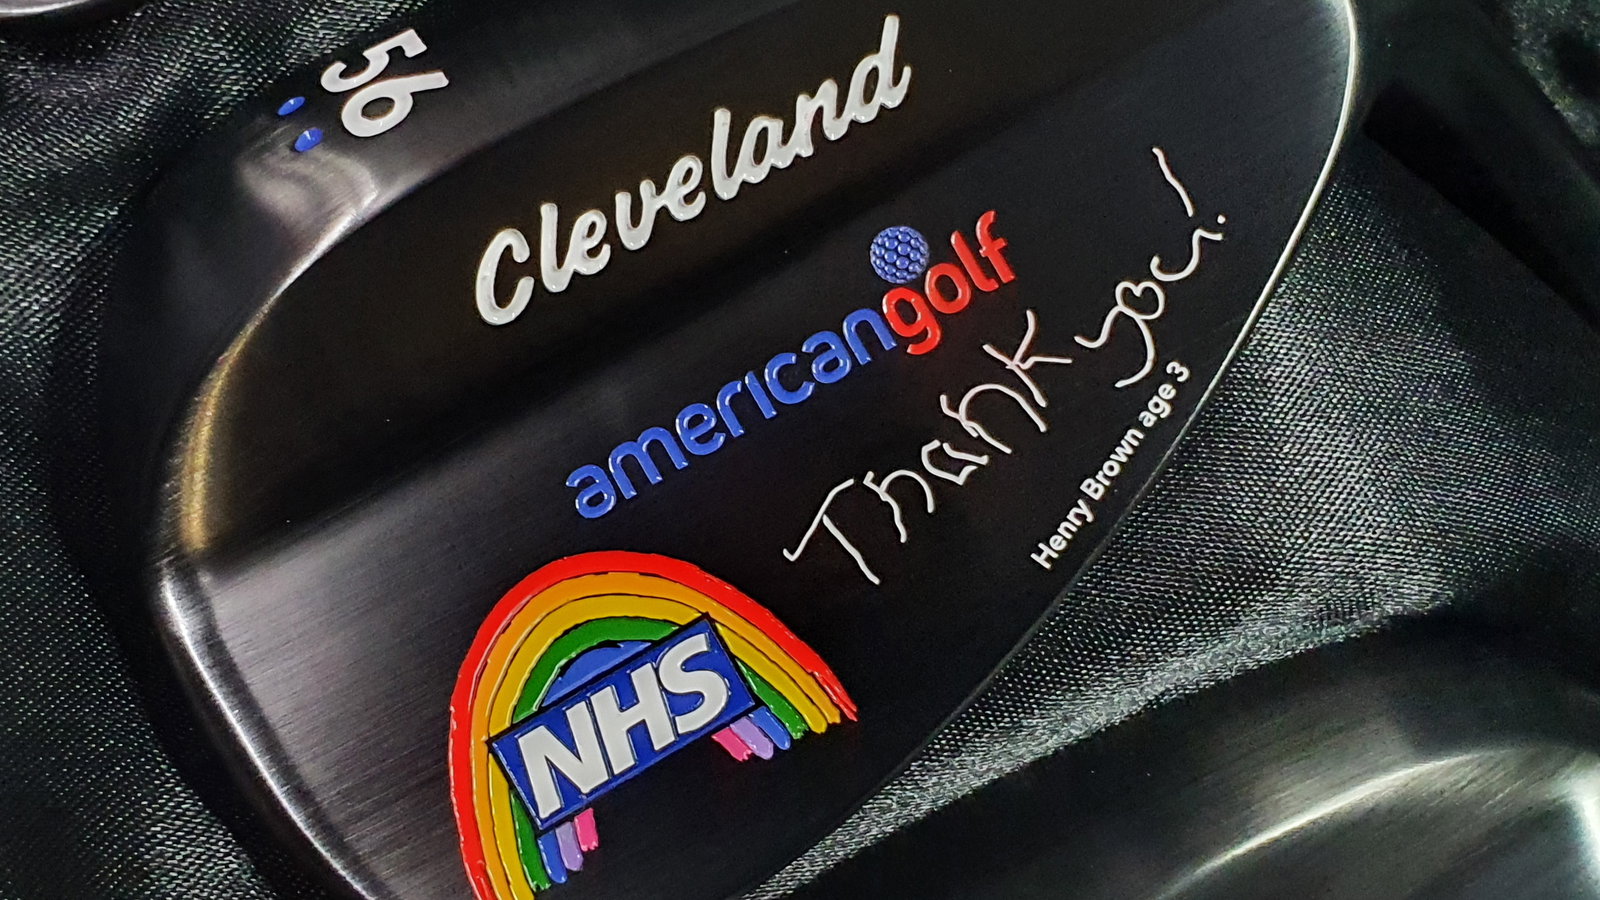 56
Cleveland
americangolf
Thank you!
Henry Brown age 3
NHS